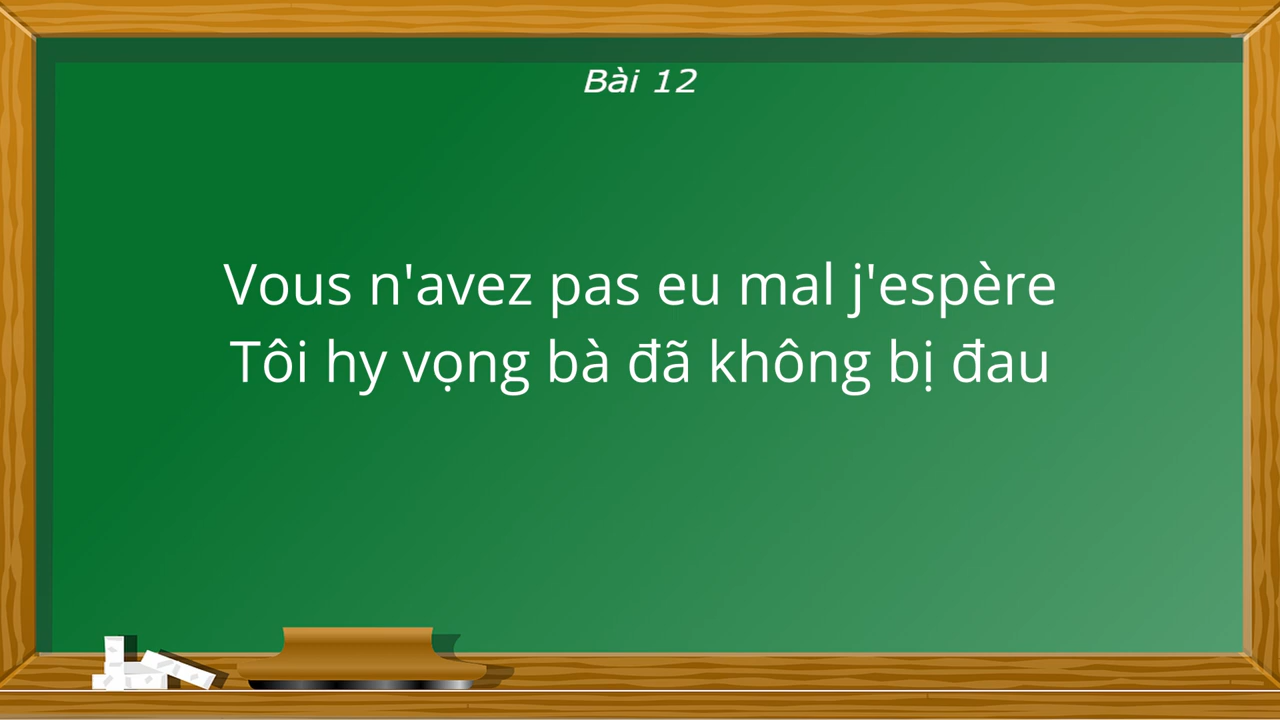 Bài 12
Vous n'avez pas eu mal j'espère
Tôi hy vọng bà đã không bị đau